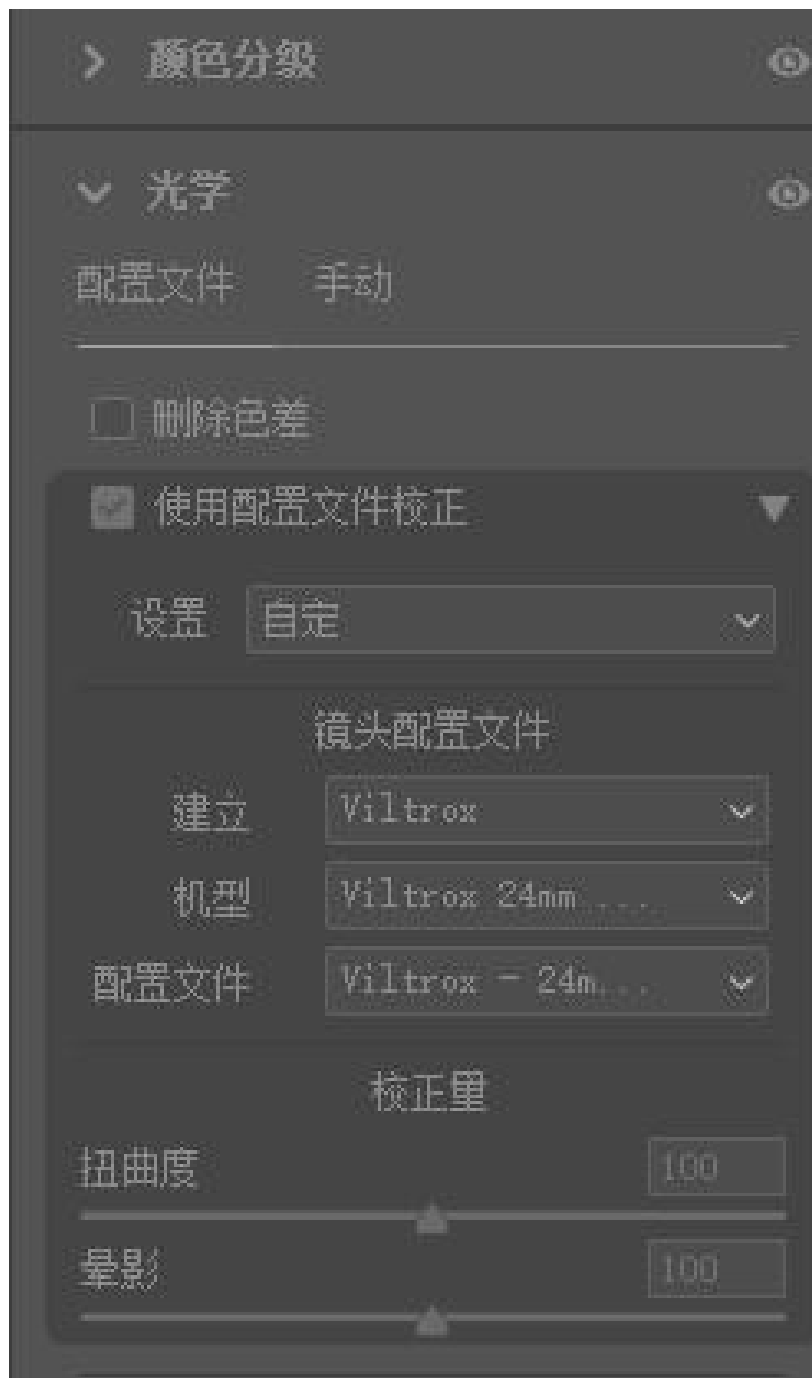 颜色分级
光学
配置文件 手动
删除色差
使用配置文件校正
设置 自定
镜头配置文件
建立 Viltrox
机型 Viltrox 24mm ...
配置文件 Viltrox - 24m...
校正量
扭曲度 100
晕影 100